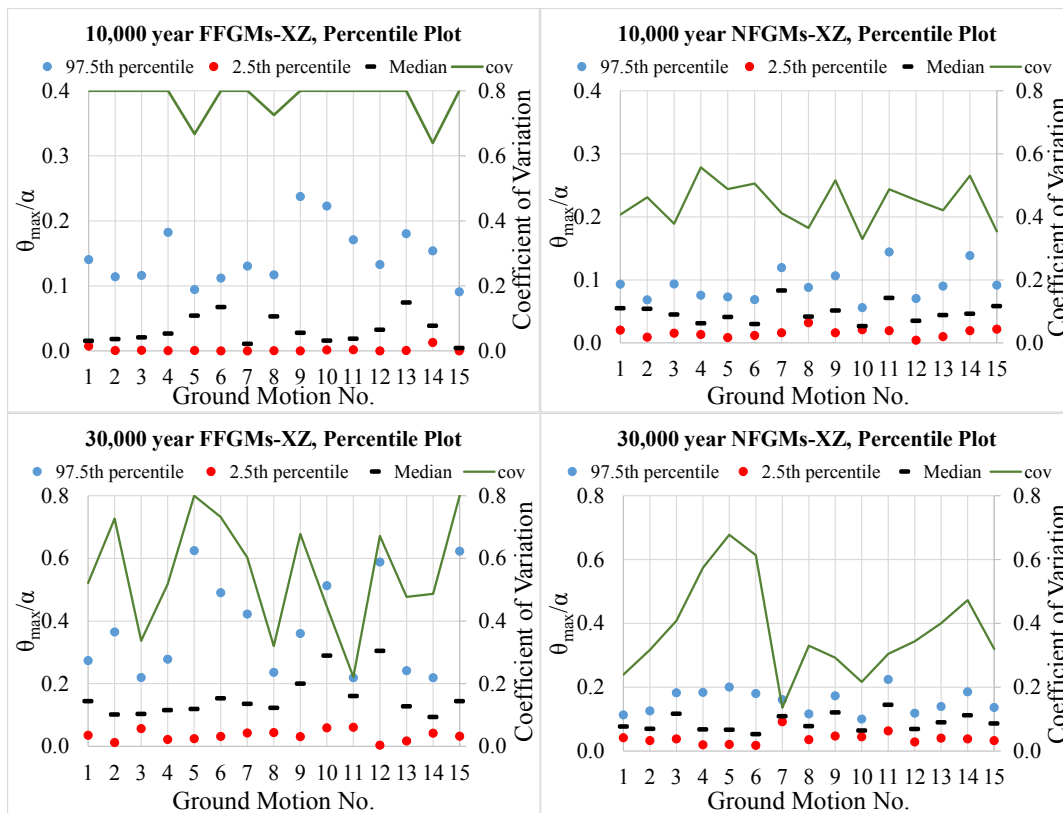 10,000 year FFGMs-XZ, Percentile Plot
97.5th percentile 2.5th percentile Median cov
0.4 0.8
0.3 0.6
0.2 0.4
0.1 0.2
0.0 0.0
θmax/α
Coefficient of Variation
1 2 3 4 5 6 7 8 9 10 11 12 13 14 15
Ground Motion No.
10,000 year NFGMs-XZ, Percentile Plot
97.5th percentile 2.5th percentile Median cov
0.4 0.8
0.3 0.6
0.2 0.4
0.1 0.2
0.0 0.0
θmax/α
Coefficient of Variation
1 2 3 4 5 6 7 8 9 10 11 12 13 14 15
Ground Motion No.
30,000 year FFGMs-XZ, Percentile Plot
97.5th percentile 2.5th percentile Median cov
0.8 0.8
0.6 0.6
0.4 0.4
0.2 0.2
0.0 0.0
θmax/α
Coefficient of Variation
1 2 3 4 5 6 7 8 9 10 11 12 13 14 15
Ground Motion No.
30,000 year NFGMs-XZ, Percentile Plot
97.5th percentile 2.5th percentile Median cov
0.8 0.8
0.6 0.6
0.4 0.4
0.2 0.2
0.0 0.0
θmax/α
Coefficient of Variation
1 2 3 4 5 6 7 8 9 10 11 12 13 14 15
Ground Motion No.